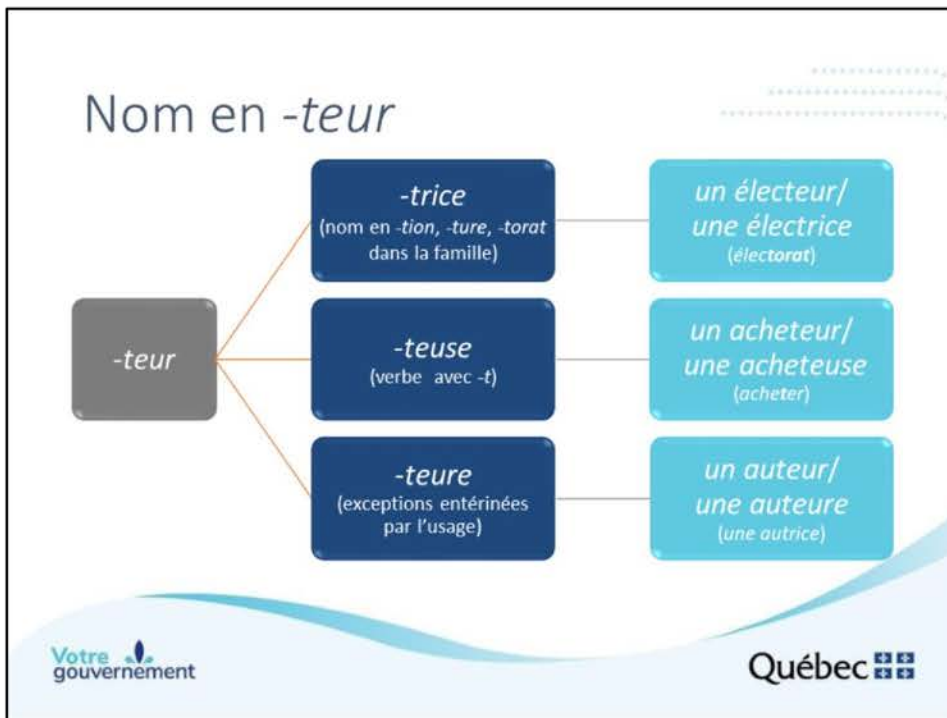 Nom en -teur
-teur
-trice
(nom en -tion, -ture, -torat
dans la famille)
un électeur/
une électrice
(électorat)
-teuse
(verbe avec -t)
un acheteur/
une acheteuse
(acheter)
-teure
(exceptions entérinées
par l'usage)
un auteur/
une auteure
(une autrice)
Votre
gouvernement
Québec